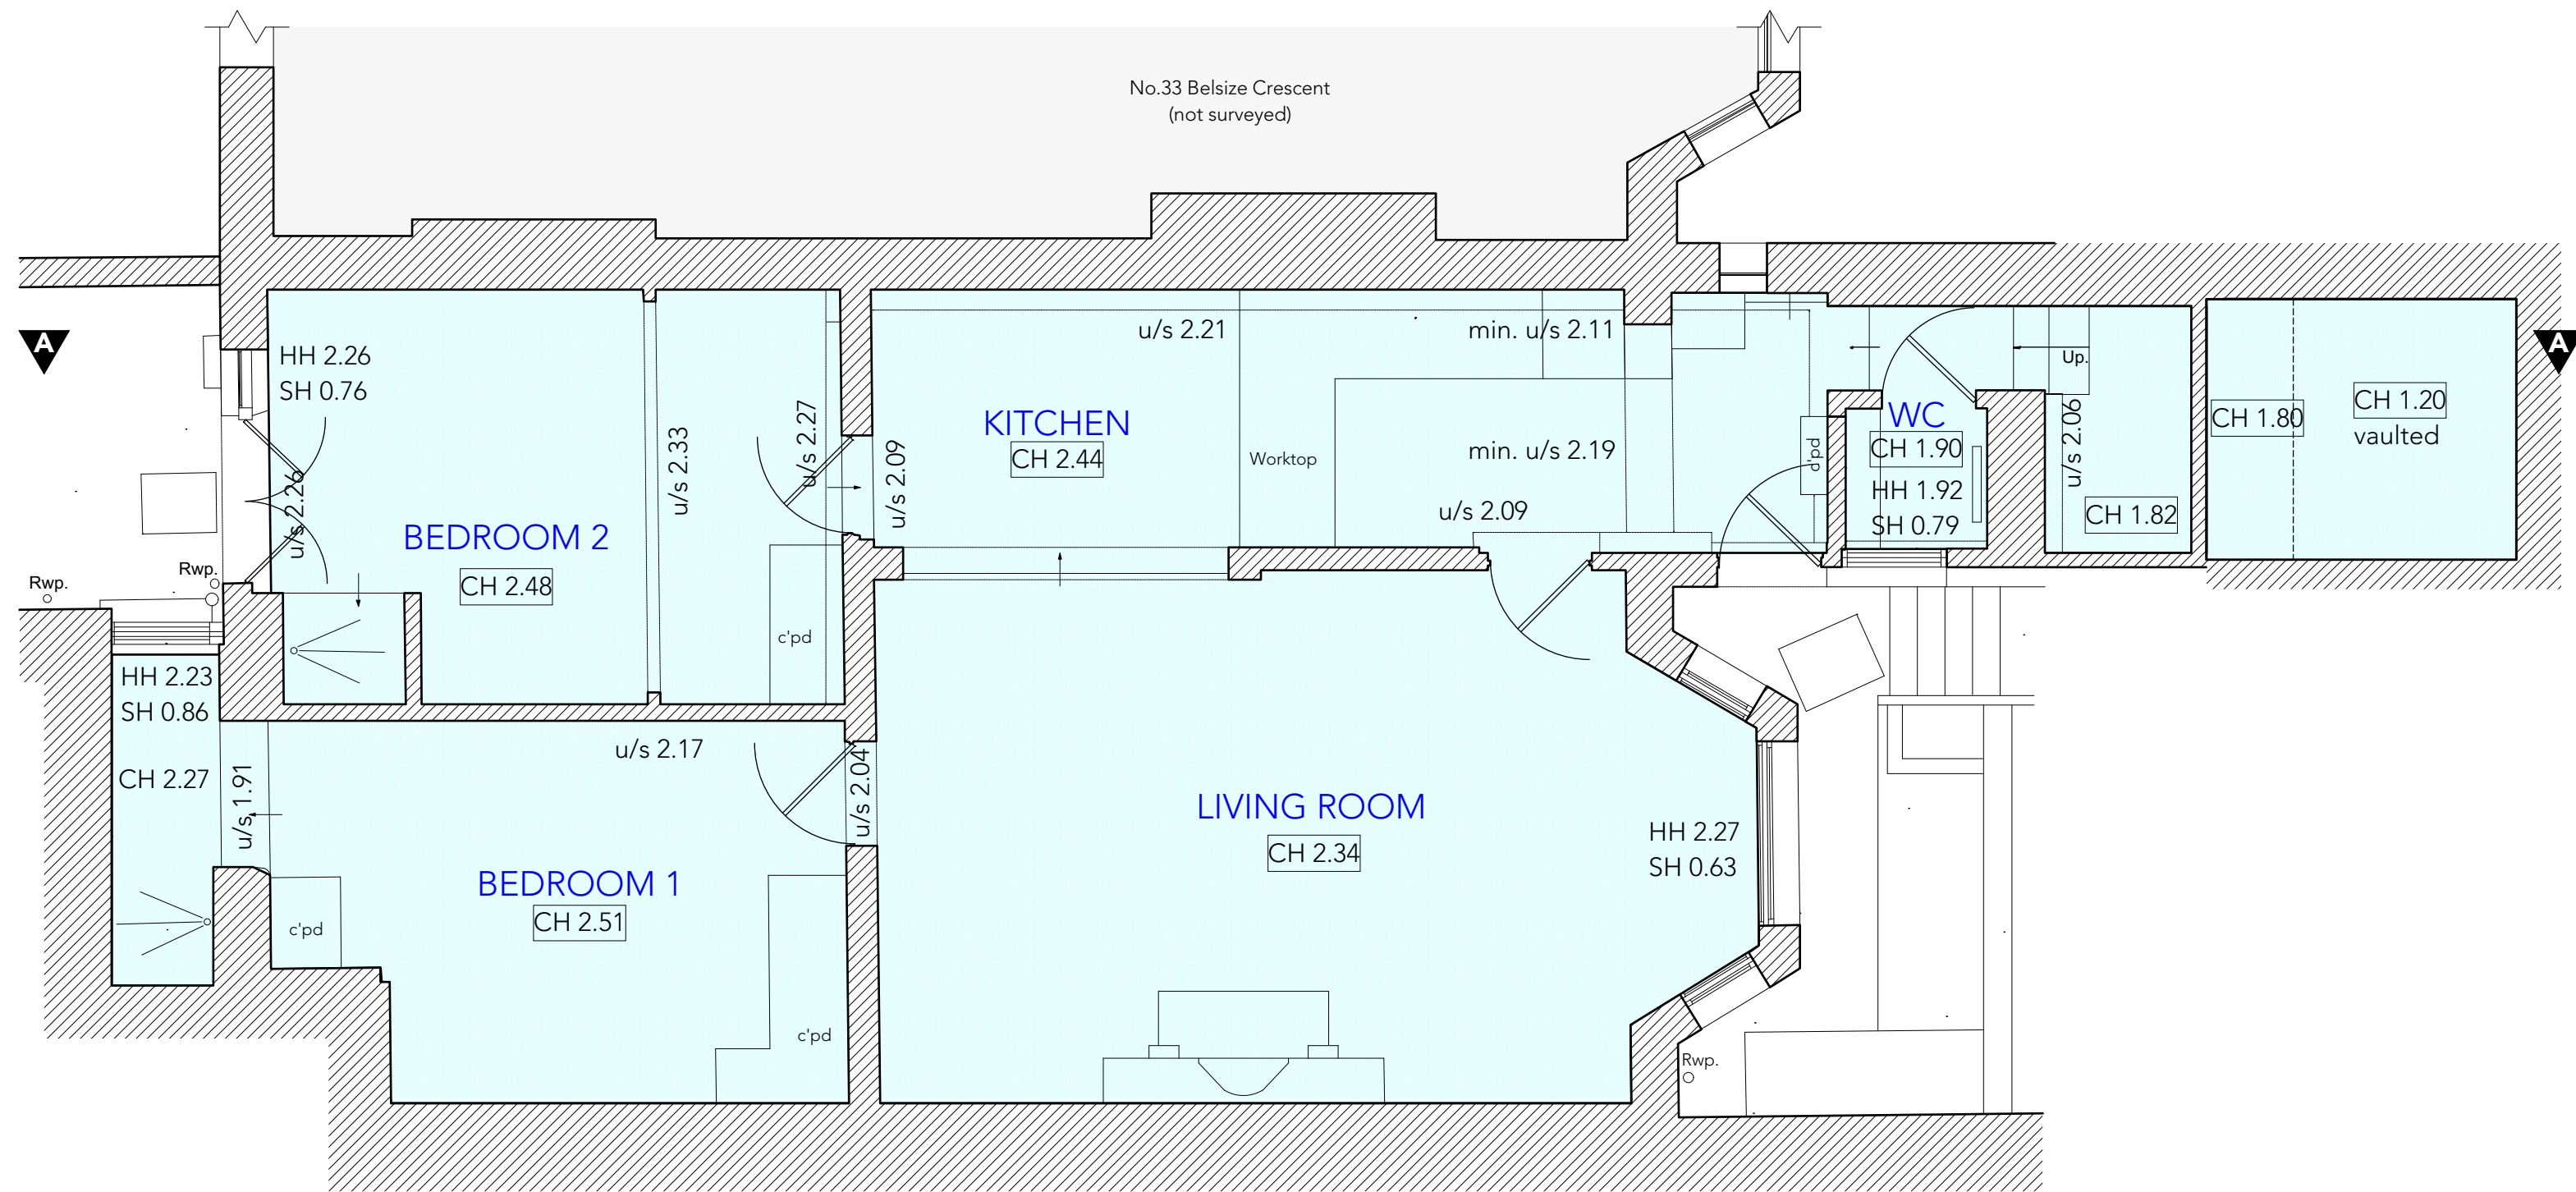 No.33 Belsize Crescent
(not surveyed)
A
HH 2.26
SH 0.76
u/s 2.26
BEDROOM 2
CH 2.48
u/s 2.33
u/s 2.27
c'pd
u/s 2.09
KITCHEN
CH 2.44
u/s 2.21
Worktop
min. u/s 2.11
min. u/s 2.19
u/s 2.09
c'pd
WC
CH 1.90
HH 1.92
SH 0.79
Up.
u/s 2.06
CH 1.82
CH 1.80
CH 1.20
vaulted
A
Rwp.
Rwp.
HH 2.23
SH 0.86
CH 2.27
u/s 1.91
u/s 2.17
u/s 2.04
BEDROOM 1
CH 2.51
c'pd
c'pd
LIVING ROOM
CH 2.34
HH 2.27
SH 0.63
Rwp.